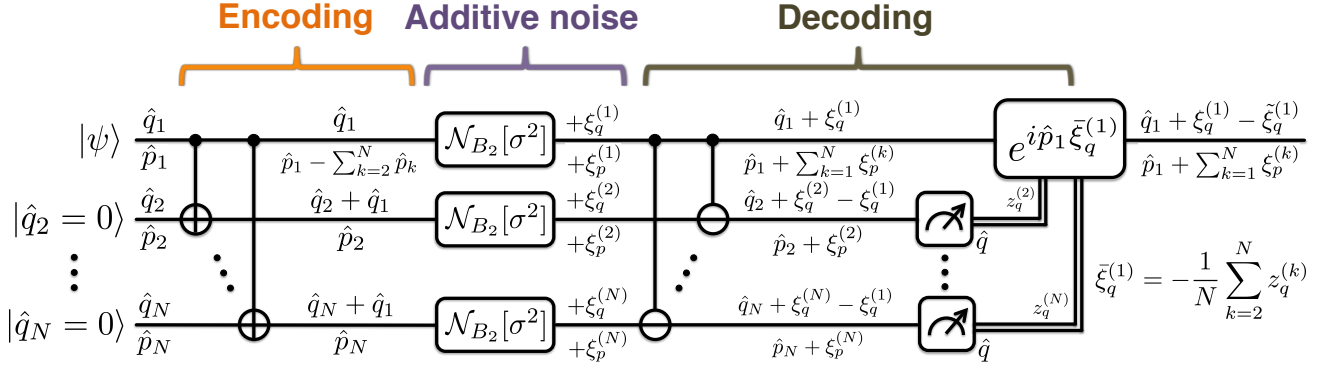 Encoding Additive noise Decoding
|ψ⟩ q̂₁ q̂₁ 𝒩_{B₂}[σ²] +ξ_q^{(1)} q̂₁ + ξ_q^{(1)} e^{ip̂₁ξ̄_q^{(1)}} q̂₁ + ξ_q^{(1)} − ξ̃_q^{(1)}
p̂₁ p̂₁ − ∑_{k=2}^{N} p̂_k +ξ_p^{(1)} p̂₁ + ∑_{k=1}^{N} ξ_p^{(k)} p̂₁ + ∑_{k=1}^{N} ξ_p^{(k)}
|q̂₂ = 0⟩ q̂₂ q̂₂ + q̂₁ 𝒩_{B₂}[σ²] +ξ_q^{(2)} q̂₂ + ξ_q^{(2)} − ξ_q^{(1)} z_q^{(2)}
p̂₂ p̂₂ +ξ_p^{(2)} p̂₂ + ξ_p^{(2)} q̂
ξ̄_q^{(1)} = −\frac{1}{N} ∑_{k=2}^{N} z_q^{(k)}
|q̂_N = 0⟩ q̂_N q̂_N + q̂₁ 𝒩_{B₂}[σ²] +ξ_q^{(N)} q̂_N + ξ_q^{(N)} − ξ_q^{(1)} z_q^{(N)}
p̂_N p̂_N +ξ_p^{(N)} p̂_N + ξ_p^{(N)} q̂